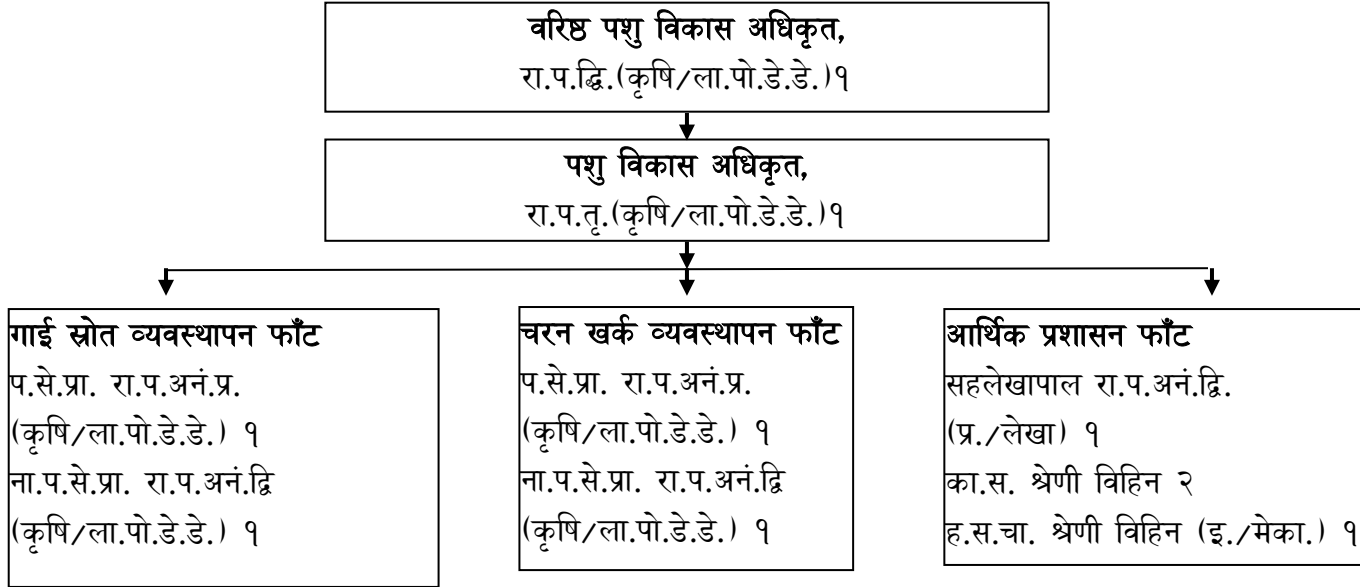 वरिष्ठ पशु विकास अधिकृत,
रा.प.द्धि.(कृषि/ला.पो.डे.डे.)१
पशु विकास अधिकृत,
रा.प.तृ.(कृषि/ला.पो.डे.डे.)१
गाई स्रोत व्यवस्थापन फाँट
प.से.प्रा. रा.प.अनं.प्र.
(कृषि/ला.पो.डे.डे.) १
ना.प.से.प्रा. रा.प.अनं.द्वि
(कृषि/ला.पो.डे.डे.) १
चरन खर्क व्यवस्थापन फाँट
प.से.प्रा. रा.प.अनं.प्र.
(कृषि/ला.पो.डे.डे.) १
ना.प.से.प्रा. रा.प.अनं.द्वि
(कृषि/ला.पो.डे.डे.) १
आर्थिक प्रशासन फाँट
सहलेखापाल रा.प.अनं.द्वि.
(प्र./लेखा) १
का.स. श्रेणी विहिन २
ह.स.चा. श्रेणी विहिन (इ./मेका.) १